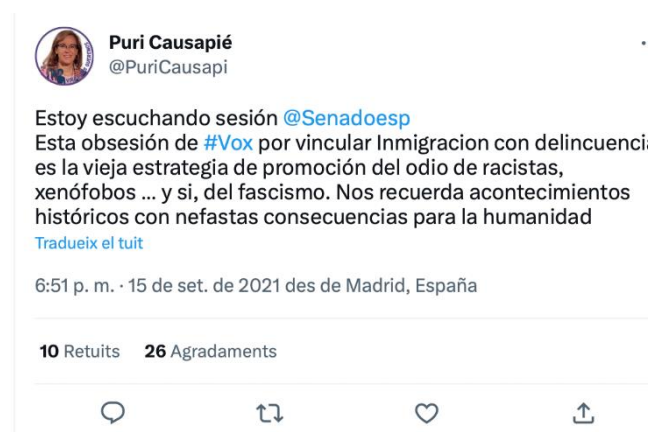 Puri Causapié
@PuriCausapi
Estoy escuchando sesión @Senadoesp
Esta obsesión de #Vox por vincular Inmigracion con delincuencia
es la vieja estrategia de promoción del odio de racistas,
xenófobos ... y si, del fascismo. Nos recuerda acontecimientos
históricos con nefastas consecuencias para la humanidad
Tradueix el tuit
6:51 p. m. · 15 de set. de 2021 des de Madrid, España
10 Retuits 26 Agradaments